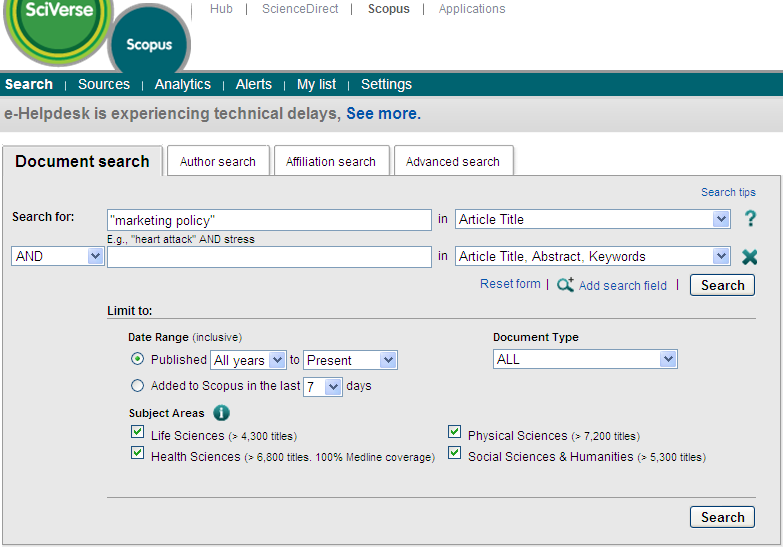 SciVerse
Hub | ScienceDirect | Scopus | Applications
Scopus
Search | Sources | Analytics | Alerts | My list | Settings
e-Helpdesk is experiencing technical delays, See more.
Document search Author search Affiliation search Advanced search
Search tips
Search for: "marketing policy" in Article Title ?
E.g., "heart attack" AND stress
AND in Article Title, Abstract, Keywords
Reset form | Add search field | Search
Limit to:
Date Range (inclusive) Document Type
Published All years to Present ALL
Added to Scopus in the last 7 days
Subject Areas i
Life Sciences (> 4,300 titles) Physical Sciences (> 7,200 titles)
Health Sciences (> 6,800 titles. 100% Medline coverage) Social Sciences & Humanities (> 5,300 titles)
Search